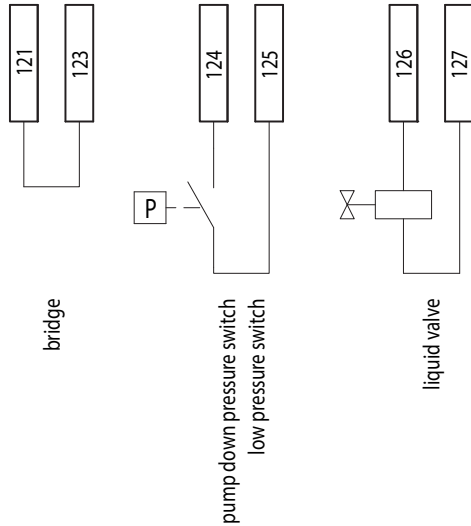 121
123
124
125
126
127
P
bridge
pump down pressure switch
low pressure switch
liquid valve